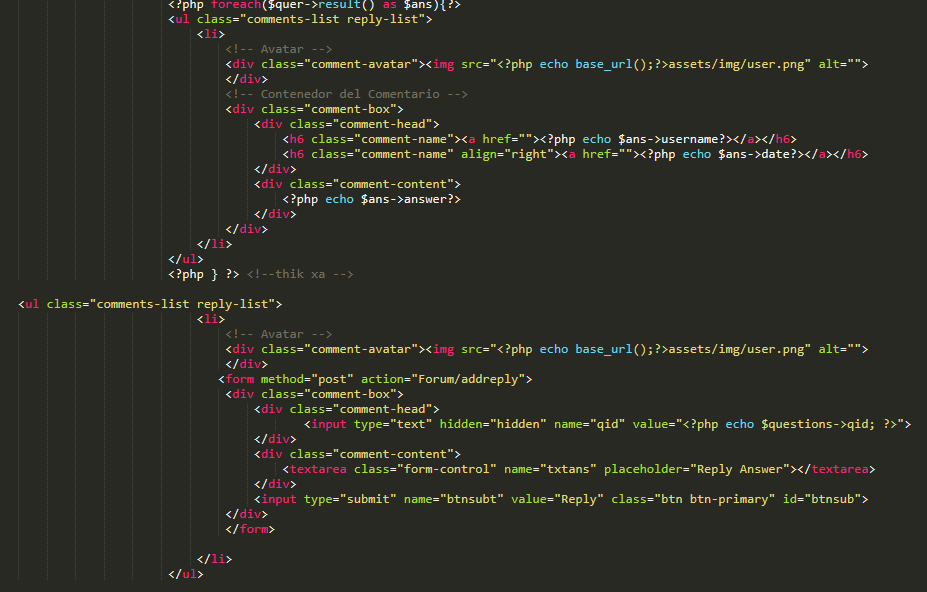 <?php foreach($quer->result() as $ans){?>
<ul class="comments-list reply-list">
<li>
<!-- Avatar -->
<div class="comment-avatar"><img src="<?php echo base_url();?>assets/img/user.png" alt="">
</div>
<!-- Contenedor del Comentario -->
<div class="comment-box">
<div class="comment-head">
<h6 class="comment-name"><a href=""><?php echo $ans->username?></a></h6>
<h6 class="comment-name" align="right"><a href=""><?php echo $ans->date?></a></h6>
</div>
<div class="comment-content">
<?php echo $ans->answer?>
</div>
</div>
</li>
</ul>
<?php } ?> <!--thik xa -->
<ul class="comments-list reply-list">
<li>
<!-- Avatar -->
<div class="comment-avatar"><img src="<?php echo base_url();?>assets/img/user.png" alt="">
</div>
<form method="post" action="Forum/addreply">
<div class="comment-box">
<div class="comment-head">
<input type="text" hidden="hidden" name="qid" value="<?php echo $questions->qid; ?>">
</div>
<div class="comment-content">
<textarea class="form-control" name="txtans" placeholder="Reply Answer"></textarea>
</div>
<input type="submit" name="btnsubt" value="Reply" class="btn btn-primary" id="btnsub">
</div>
</form>
</li>
</ul>